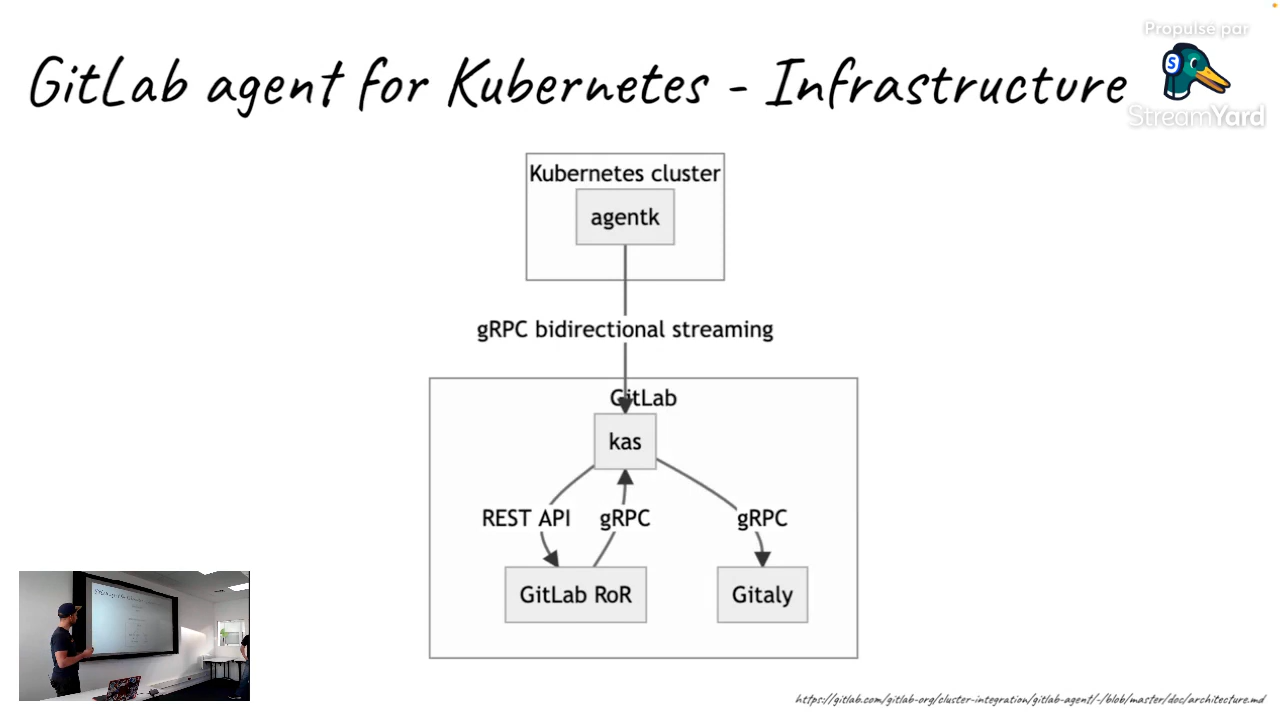 Propulsé par
GitLab agent for Kubernetes - Infrastructure
StreamYard
Kubernetes cluster
agentk
gRPC bidirectional streaming
GitLab
kas
REST API
gRPC
gRPC
GitLab RoR
Gitaly
https://gitlab.com/gitlab-org/cluster-integration/gitlab-agent/-/blob/master/doc/architecture.md